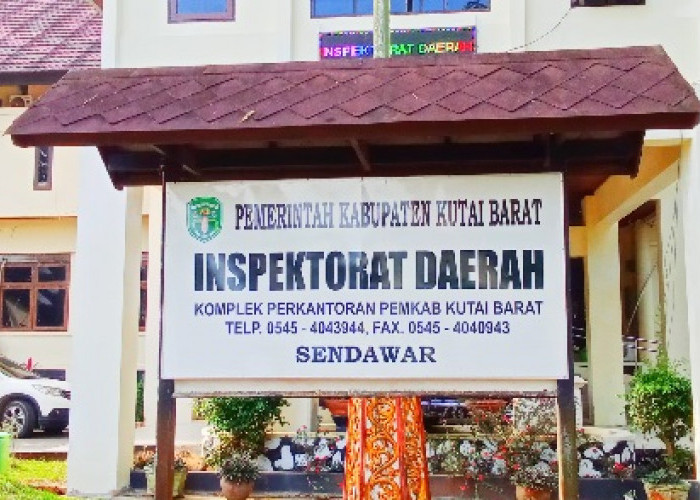 INSPEKTORAT DAERAH
PEMERINTAH KABUPATEN KUTAI BARAT
INSPEKTORAT DAERAH
KOMPLEK PERKANTORAN PEMKAB KUTAI BARAT
TELP. 0545 - 4043944, FAX. 0545 - 4040943
SENDAWAR